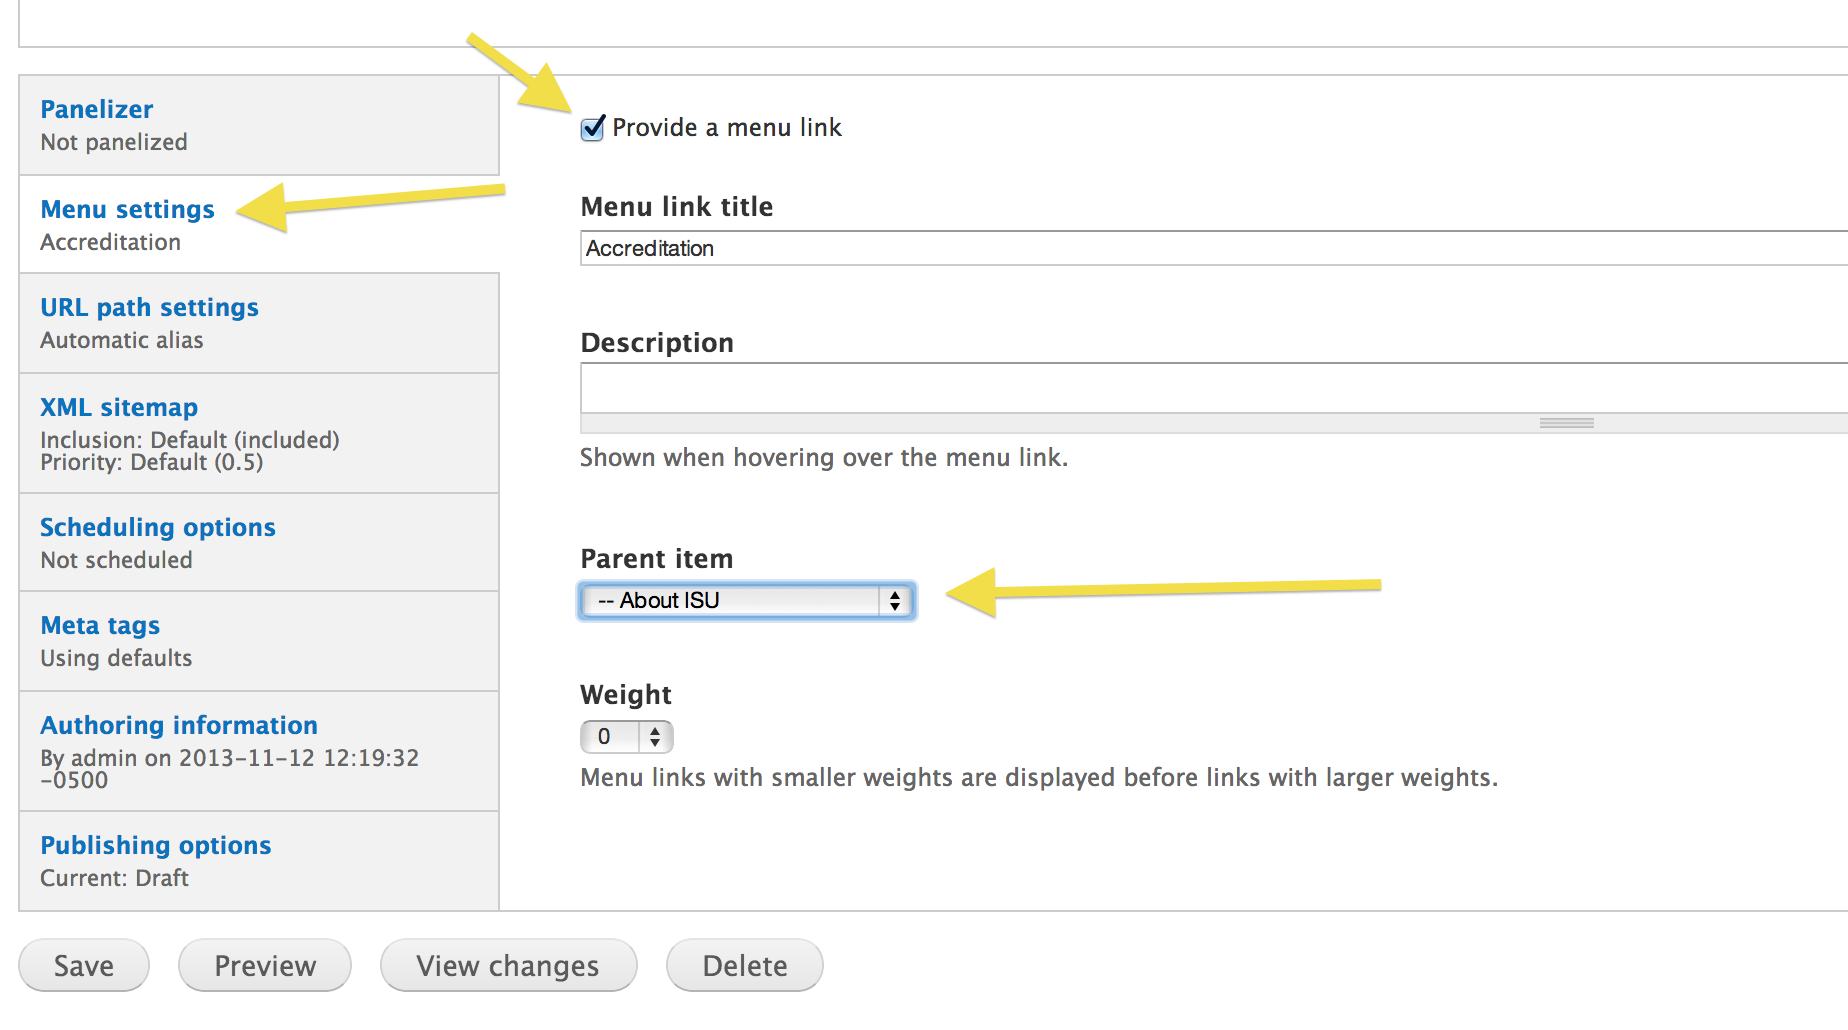 Panelizer
Not panelized
Menu settings
Accreditation
URL path settings
Automatic alias
XML sitemap
Inclusion: Default (included)
Priority: Default (0.5)
Scheduling options
Not scheduled
Meta tags
Using defaults
Authoring information
By admin on 2013-11-12 12:19:32
-0500
Publishing options
Current: Draft
Provide a menu link
Menu link title
Accreditation
Description
Shown when hovering over the menu link.
Parent item
-- About ISU
Weight
0
Menu links with smaller weights are displayed before links with larger weights.
Save
Preview
View changes
Delete